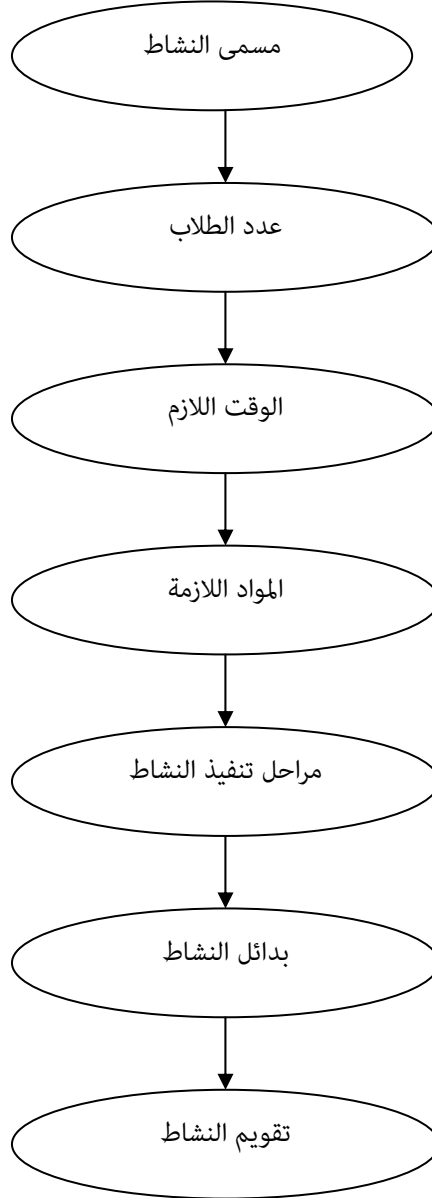 مسمى النشاط
عدد الطلاب
الوقت اللازم
المواد اللازمة
مراحل تنفيذ النشاط
بدائل النشاط
تقويم النشاط